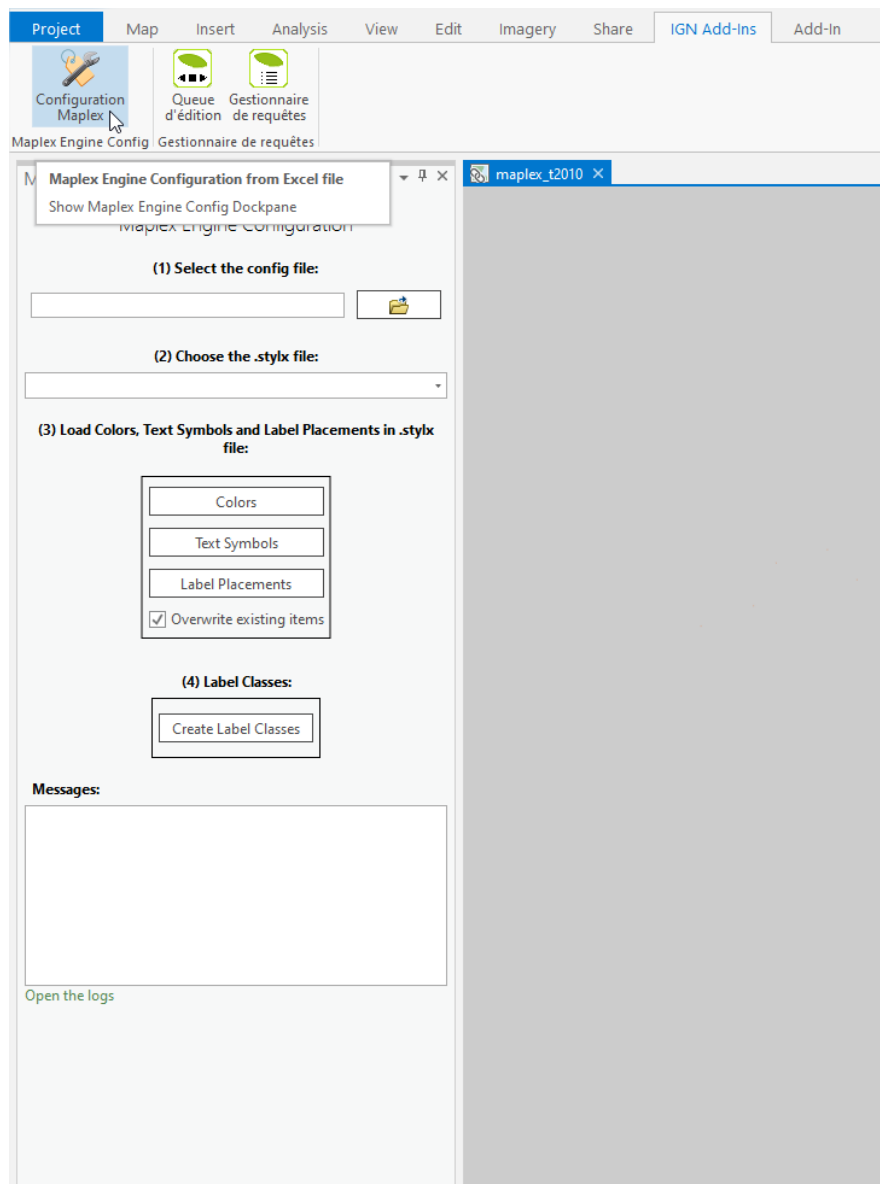 Project Map Insert Analysis View Edit Imagery Share IGN Add-Ins Add-In
Configuration Maplex
Queue d'édition
Gestionnaire de requêtes
Maplex Engine Config
Gestionnaire de requêtes
maplex_t2010
Maplex Engine Configuration from Excel file
Show Maplex Engine Config Dockpane
Maplex Engine Configuration
(1) Select the config file:
(2) Choose the .stylx file:
(3) Load Colors, Text Symbols and Label Placements in .stylx
file:
Colors
Text Symbols
Label Placements
Overwrite existing items
(4) Label Classes:
Create Label Classes
Messages:
Open the logs